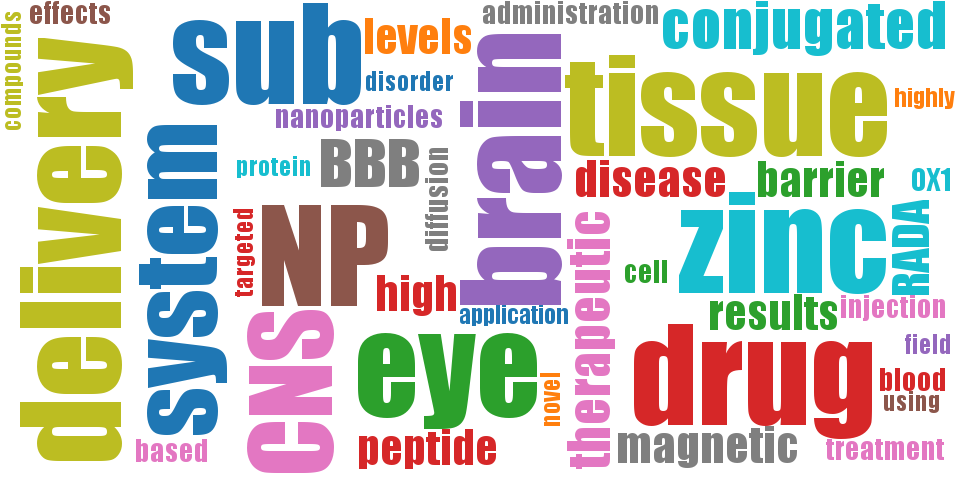 compounds
effects
delivery
sub
levels
disorder
nanoparticles
administration
conjugated
tissue
highly
brain
system
protein
BBB
diffusion
disease
barrier
OX1
targeted
NP
high
therapeutic
cell
zinc
RADA
application
results
injection
CNS
eye
novel
drug
field
blood
using
based
peptide
magnetic
treatment